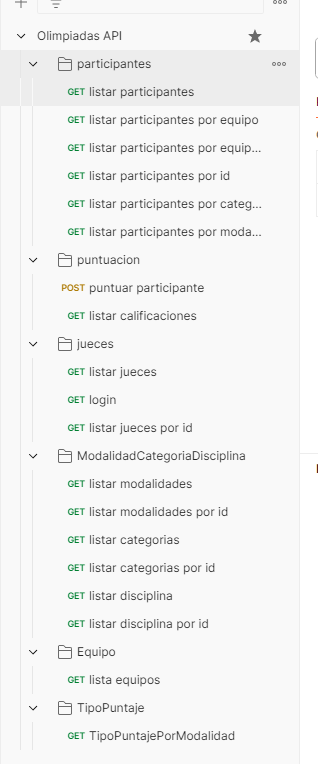 Olimpiadas API
participantes
GET listar participantes
GET listar participantes por equipo
GET listar participantes por equip...
GET listar participantes por id
GET listar participantes por categ...
GET listar participantes por moda...
puntuacion
POST puntuar participante
GET listar calificaciones
jueces
GET listar jueces
GET login
GET listar jueces por id
ModalidadCategoriaDisciplina
GET listar modalidades
GET listar modalidades por id
GET listar categorias
GET listar categorias por id
GET listar disciplina
GET listar disciplina por id
Equipo
GET lista equipos
TipoPuntaje
GET TipoPuntajePorModalidad